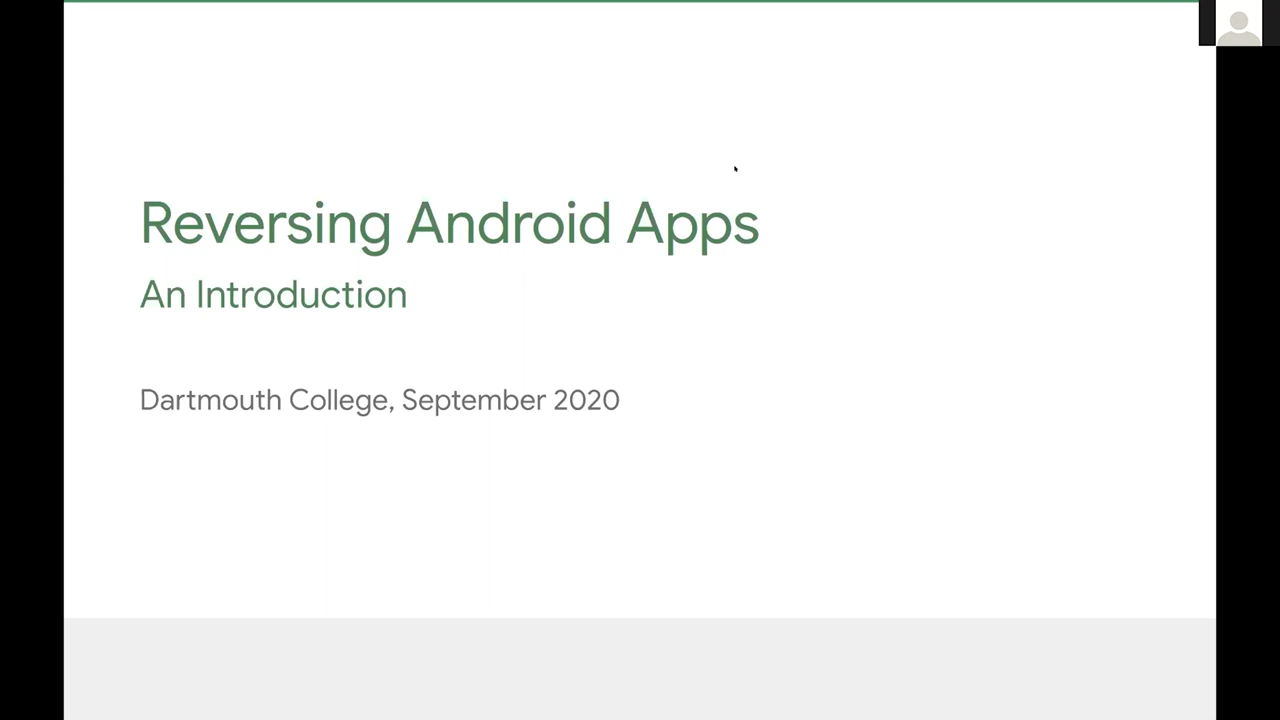 Reversing Android Apps
An Introduction
Dartmouth College, September 2020